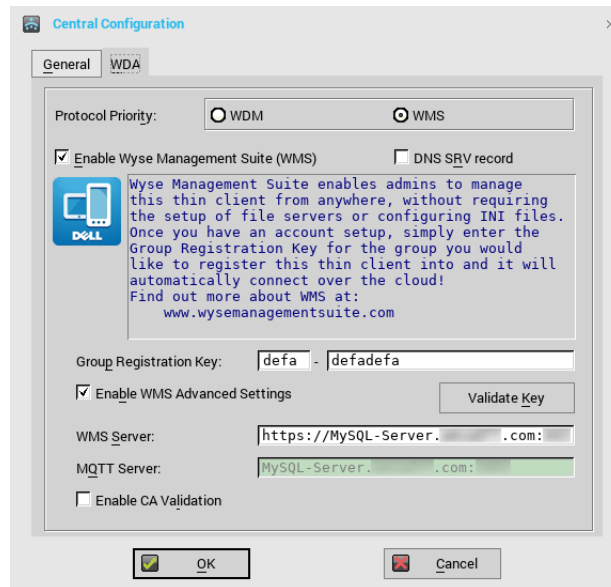 Central Configuration
General WDA
Protocol Priority: WDM WMS
Enable Wyse Management Suite (WMS) DNS SRV record
DELL
Wyse Management Suite enables admins to manage
this thin client from anywhere, without requiring
the setup of file servers or configuring INI files.
Once you have an account setup, simply enter the
Group Registration Key for the group you would
like to register this thin client into and it will
automatically connect over the cloud!
Find out more about WMS at:
www.wysemanagementsuite.com
Group Registration Key: defa - defadefa
Enable WMS Advanced Settings Validate Key
WMS Server: https://MySQL-Server. .com:
MQTT Server: MySQL-Server. .com:
Enable CA Validation
OK Cancel